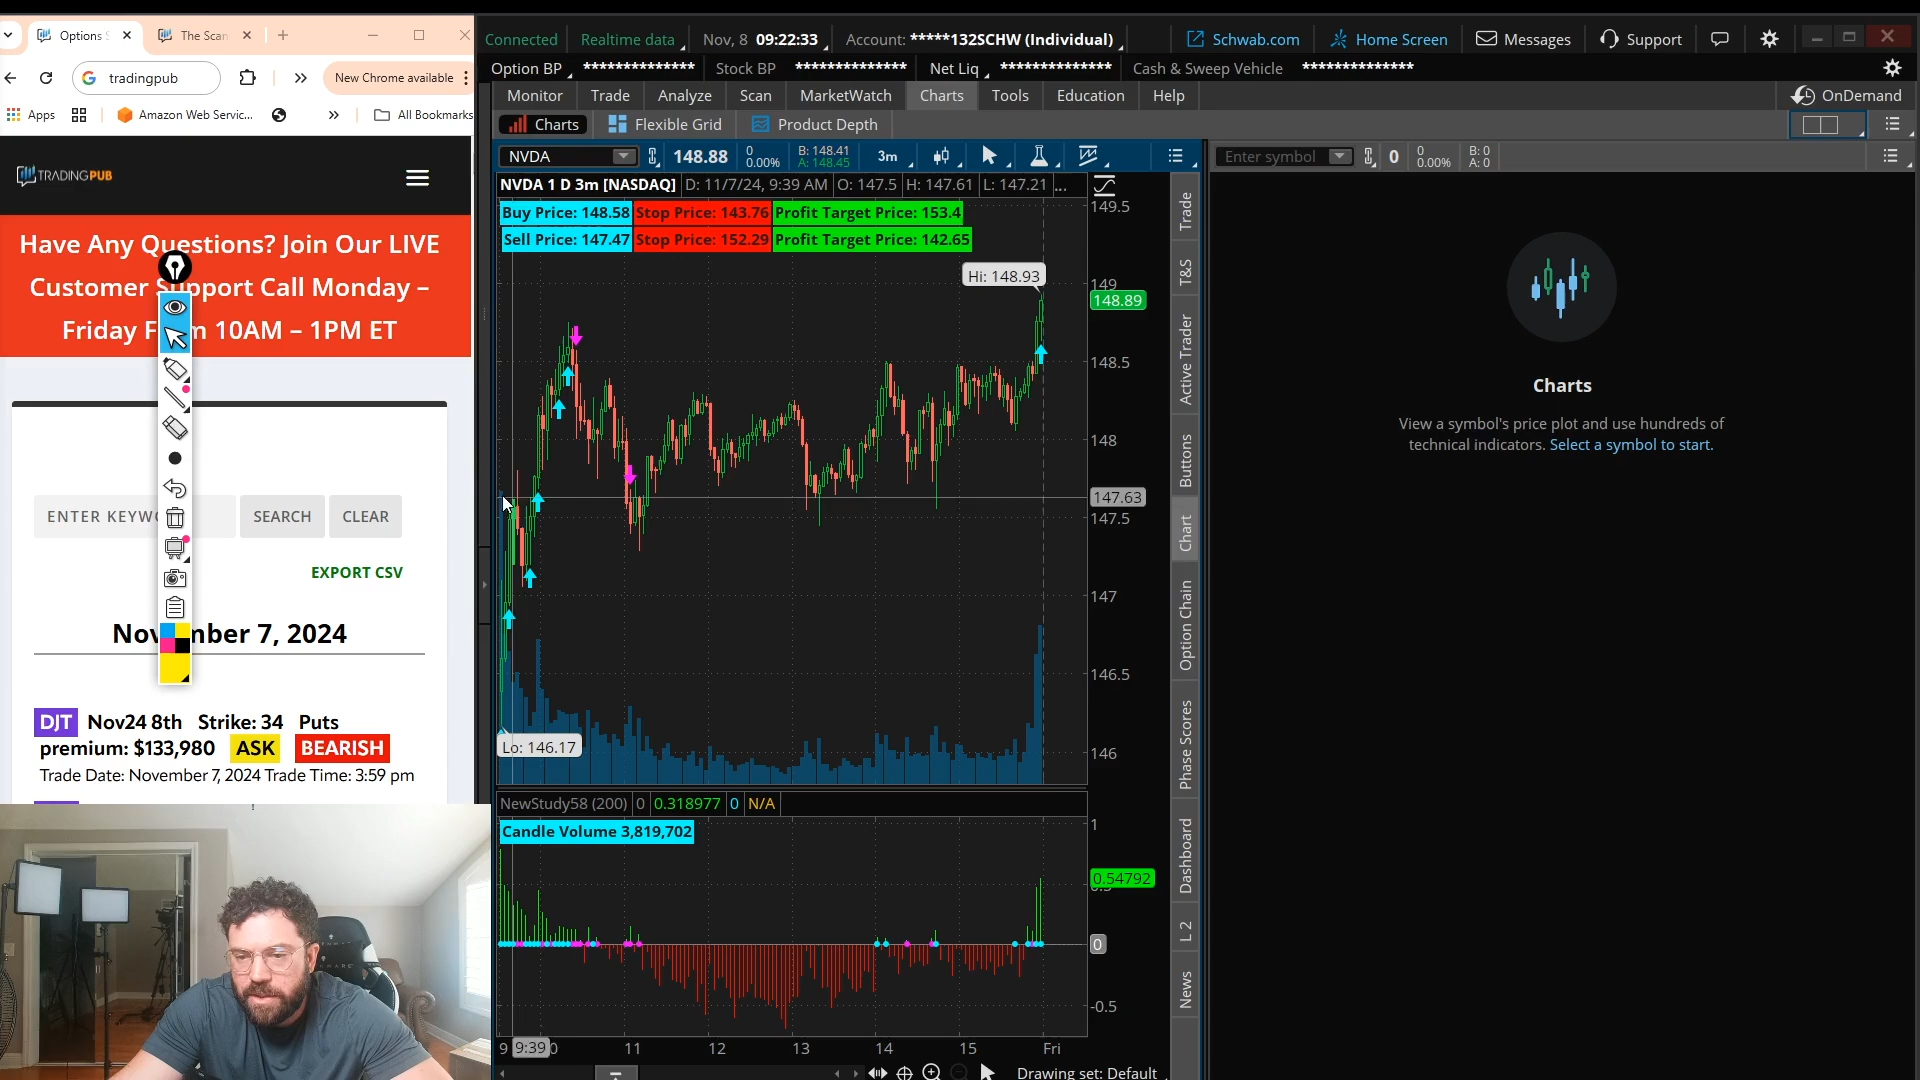 Options
The Scan
Connected
Realtime data
Nov, 8 09:22:33
Account: *****132SCHW (Individual)
Schwab.com
Home Screen
Messages
Support
tradingpub
New Chrome available
Option BP **************
Stock BP **************
Net Liq **************
Cash & Sweep Vehicle **************
Apps
Amazon Web Servic...
All Bookmarks
Monitor
Trade
Analyze
Scan
MarketWatch
Charts
Tools
Education
Help
OnDemand
Charts
Flexible Grid
Product Depth
NVDA
148.88
0
0.00%
B: 148.41
A: 148.45
3m
Enter symbol
0
0
0.00%
B: 0
A: 0
TRADINGPUB
NVDA 1 D 3m [NASDAQ]
D: 11/7/24, 9:39 AM
O: 147.5
H: 147.61
L: 147.21
...
Buy Price: 148.58
Stop Price: 143.76
Profit Target Price: 153.4
Sell Price: 147.47
Stop Price: 152.29
Profit Target Price: 142.65
Have Any Questions? Join Our LIVE
Customer Support Call Monday –
10AM – 1PM ET
Hi: 148.93
149.5
149
148.89
148.5
148
147.63
147.5
147
146.5
146
Lo: 146.17
Trade
T&S
Active Trader
Buttons
Chart
Option Chain
Phase Scores
Dashboard
L 2
News
Charts
View a symbol's price plot and use hundreds of
technical indicators. Select a symbol to start.
ENTER
SEARCH
CLEAR
EXPORT CSV
November 7, 2024
DJT Nov24 8th Strike: 34 Puts
premium: $133,980 ASK BEARISH
Trade Date: November 7, 2024 Trade Time: 3:59 pm
NewStudy58 (200)
0
0.318977
0
N/A
Candle Volume 3,819,702
1
0.54792
0
-0.5
9
9:39
11
12
13
14
15
Fri
Drawing set: Default